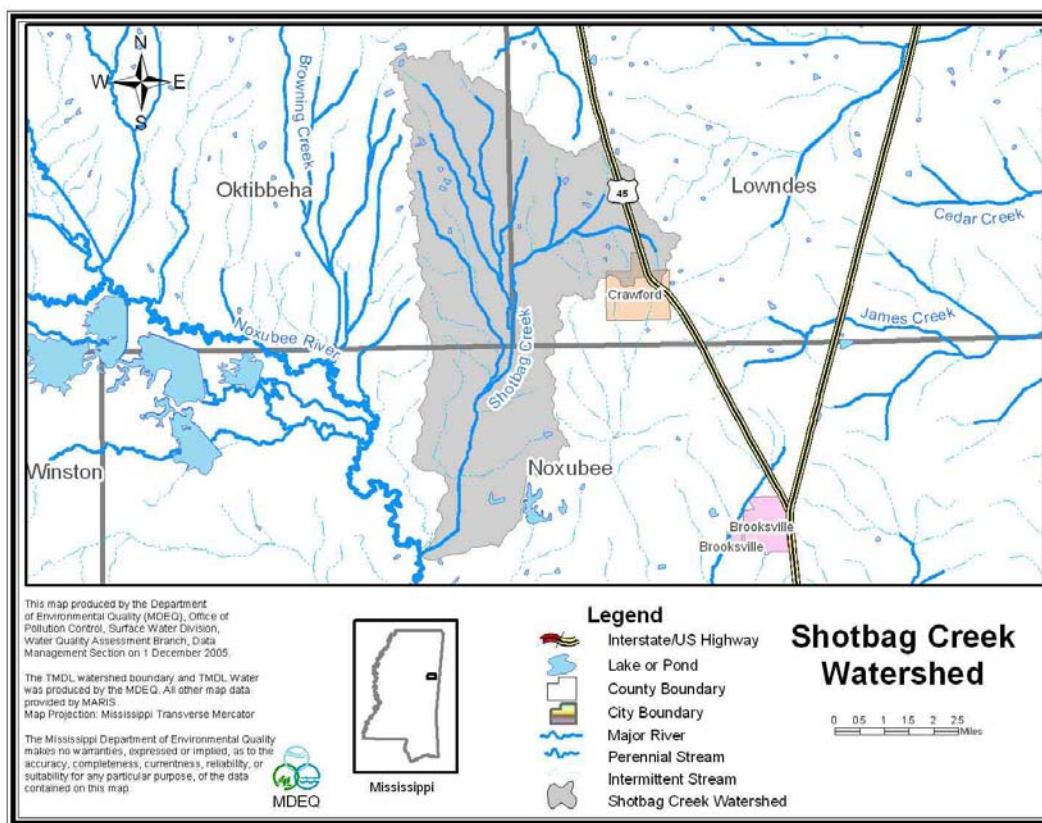 N
W E
S
Browning Creek
Oktibbeha
45
Lowndes
Cedar Creek
Crawford
Noxubee River
James Creek
Shotbag Creek
Winston
Noxubee
Brooksville
Brooksville
This map produced by the Department
of Environmental Quality (MDEQ), Office of
Pollution Control, Surface Water Division,
Water Quality Assessment Branch, Data
Management Section on 1 December 2005.
The TMDL watershed boundary and TMDL Water
was produced by the MDEQ. All other map data
provided by MARIS.
Map Projection: Mississippi Transverse Mercator
The Mississippi Department of Environmental Quality
makes no warranties, expressed or implied, as to the
accuracy, completeness, currentness, reliability, or
suitability for any particular purpose, of the data
contained on this map.
MDEQ
Mississippi
Legend
Interstate/US Highway
Lake or Pond
County Boundary
City Boundary
Major River
Perennial Stream
Intermittent Stream
Shotbag Creek Watershed
Shotbag Creek
Watershed
0 0.5 1 1.5 2 2.5
Miles